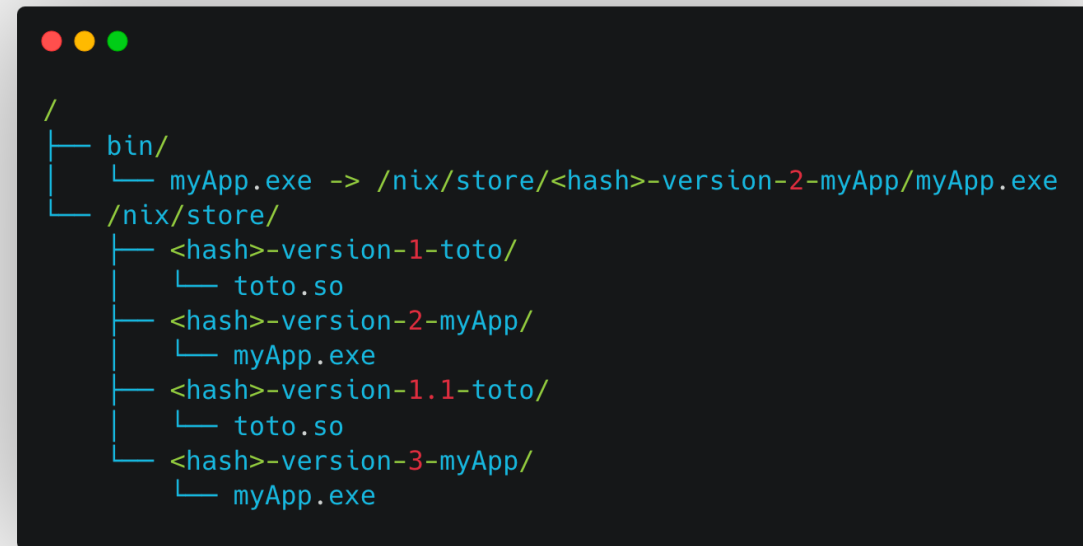 /
├── bin/
│   └── myApp.exe -> /nix/store/<hash>-version-2-myApp/myApp.exe
└── /nix/store/
    ├── <hash>-version-1-toto/
    │   └── toto.so
    ├── <hash>-version-2-myApp/
    │   └── myApp.exe
    ├── <hash>-version-1.1-toto/
    │   └── toto.so
    └── <hash>-version-3-myApp/
        └── myApp.exe